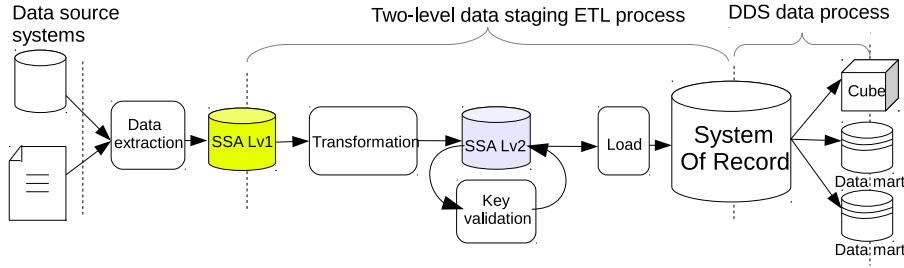 Data source
systems
Two-level data staging ETL process
DDS data process
Data
extraction
SSA Lv1
Transformation
SSA Lv2
Key
validation
Load
System
Of Record
Cube
Data mart
Data mart